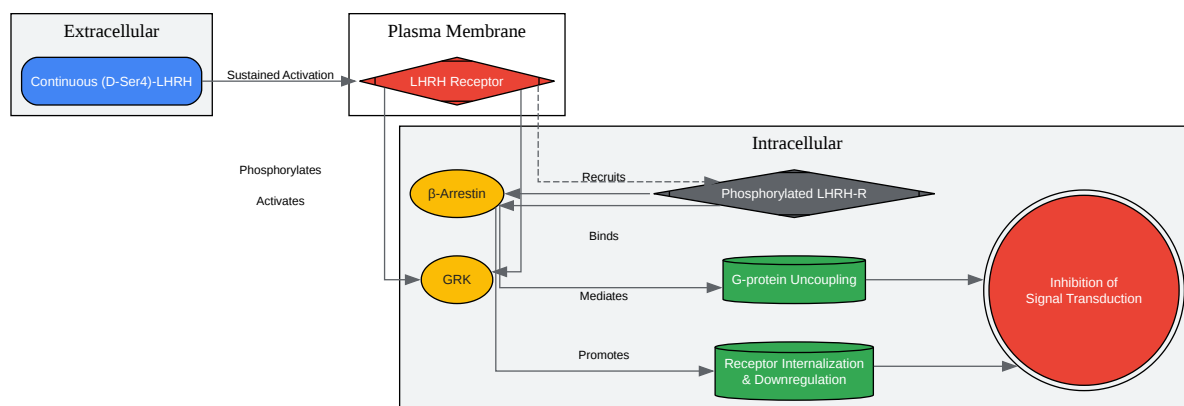 Extracellular
Plasma Membrane
Continuous (D-Ser4)-LHRH
Sustained Activation
LHRH Receptor
Intracellular
Phosphorylates
Activates
β-Arrestin
Recruits
Phosphorylated LHRH-R
Binds
GRK
Mediates
G-protein Uncoupling
Inhibition of
Signal Transduction
Promotes
Receptor Internalization
& Downregulation